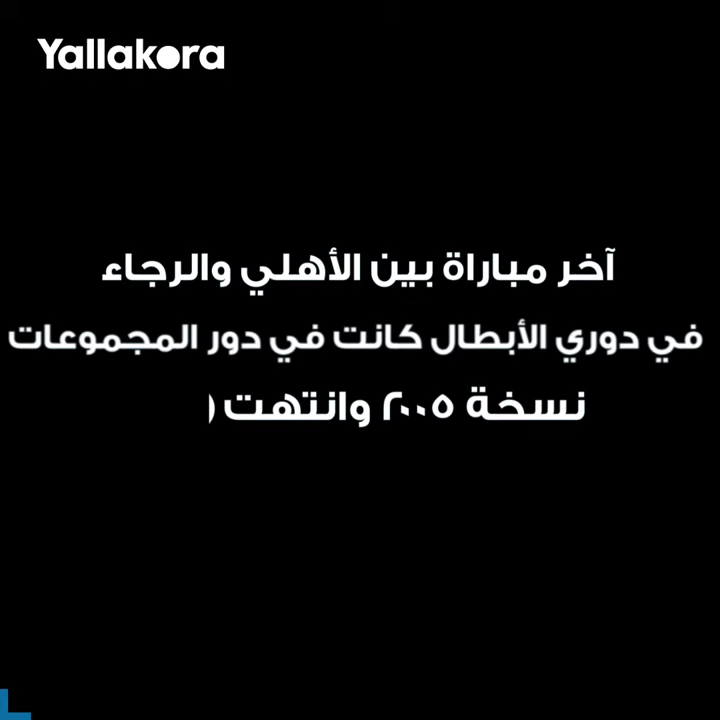 Yallakora
آخر مباراة بين الأهلي والرجاء
في دوري الأبطال كانت في دور المجموعات
نسخة ٢٠٠٥ وانتهت